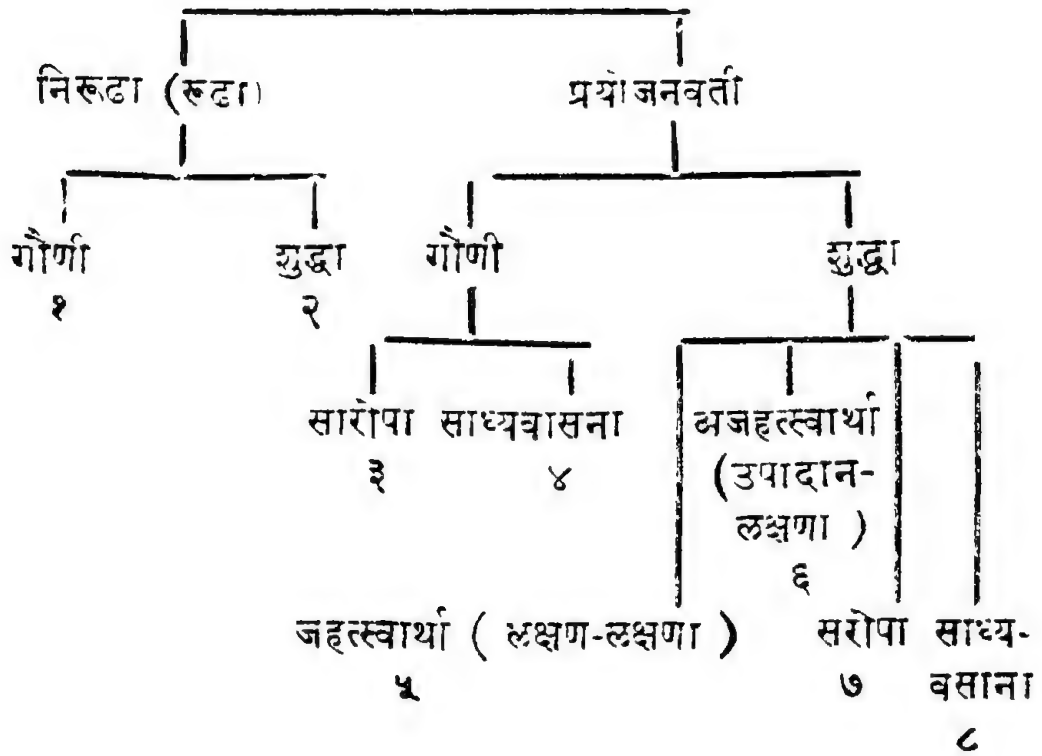 निरूढा (रूढा) प्रयोजनवती
गौणी शुद्धा गौणी शुद्धा
१ २
सारोपा साध्यवासना अजहत्स्वार्था
३ ४ (उपादान-
लक्षणा )
६
जहत्स्वार्था ( लक्षण-लक्षणा ) सरोपा साध्य-
५ ७ वसाना
८